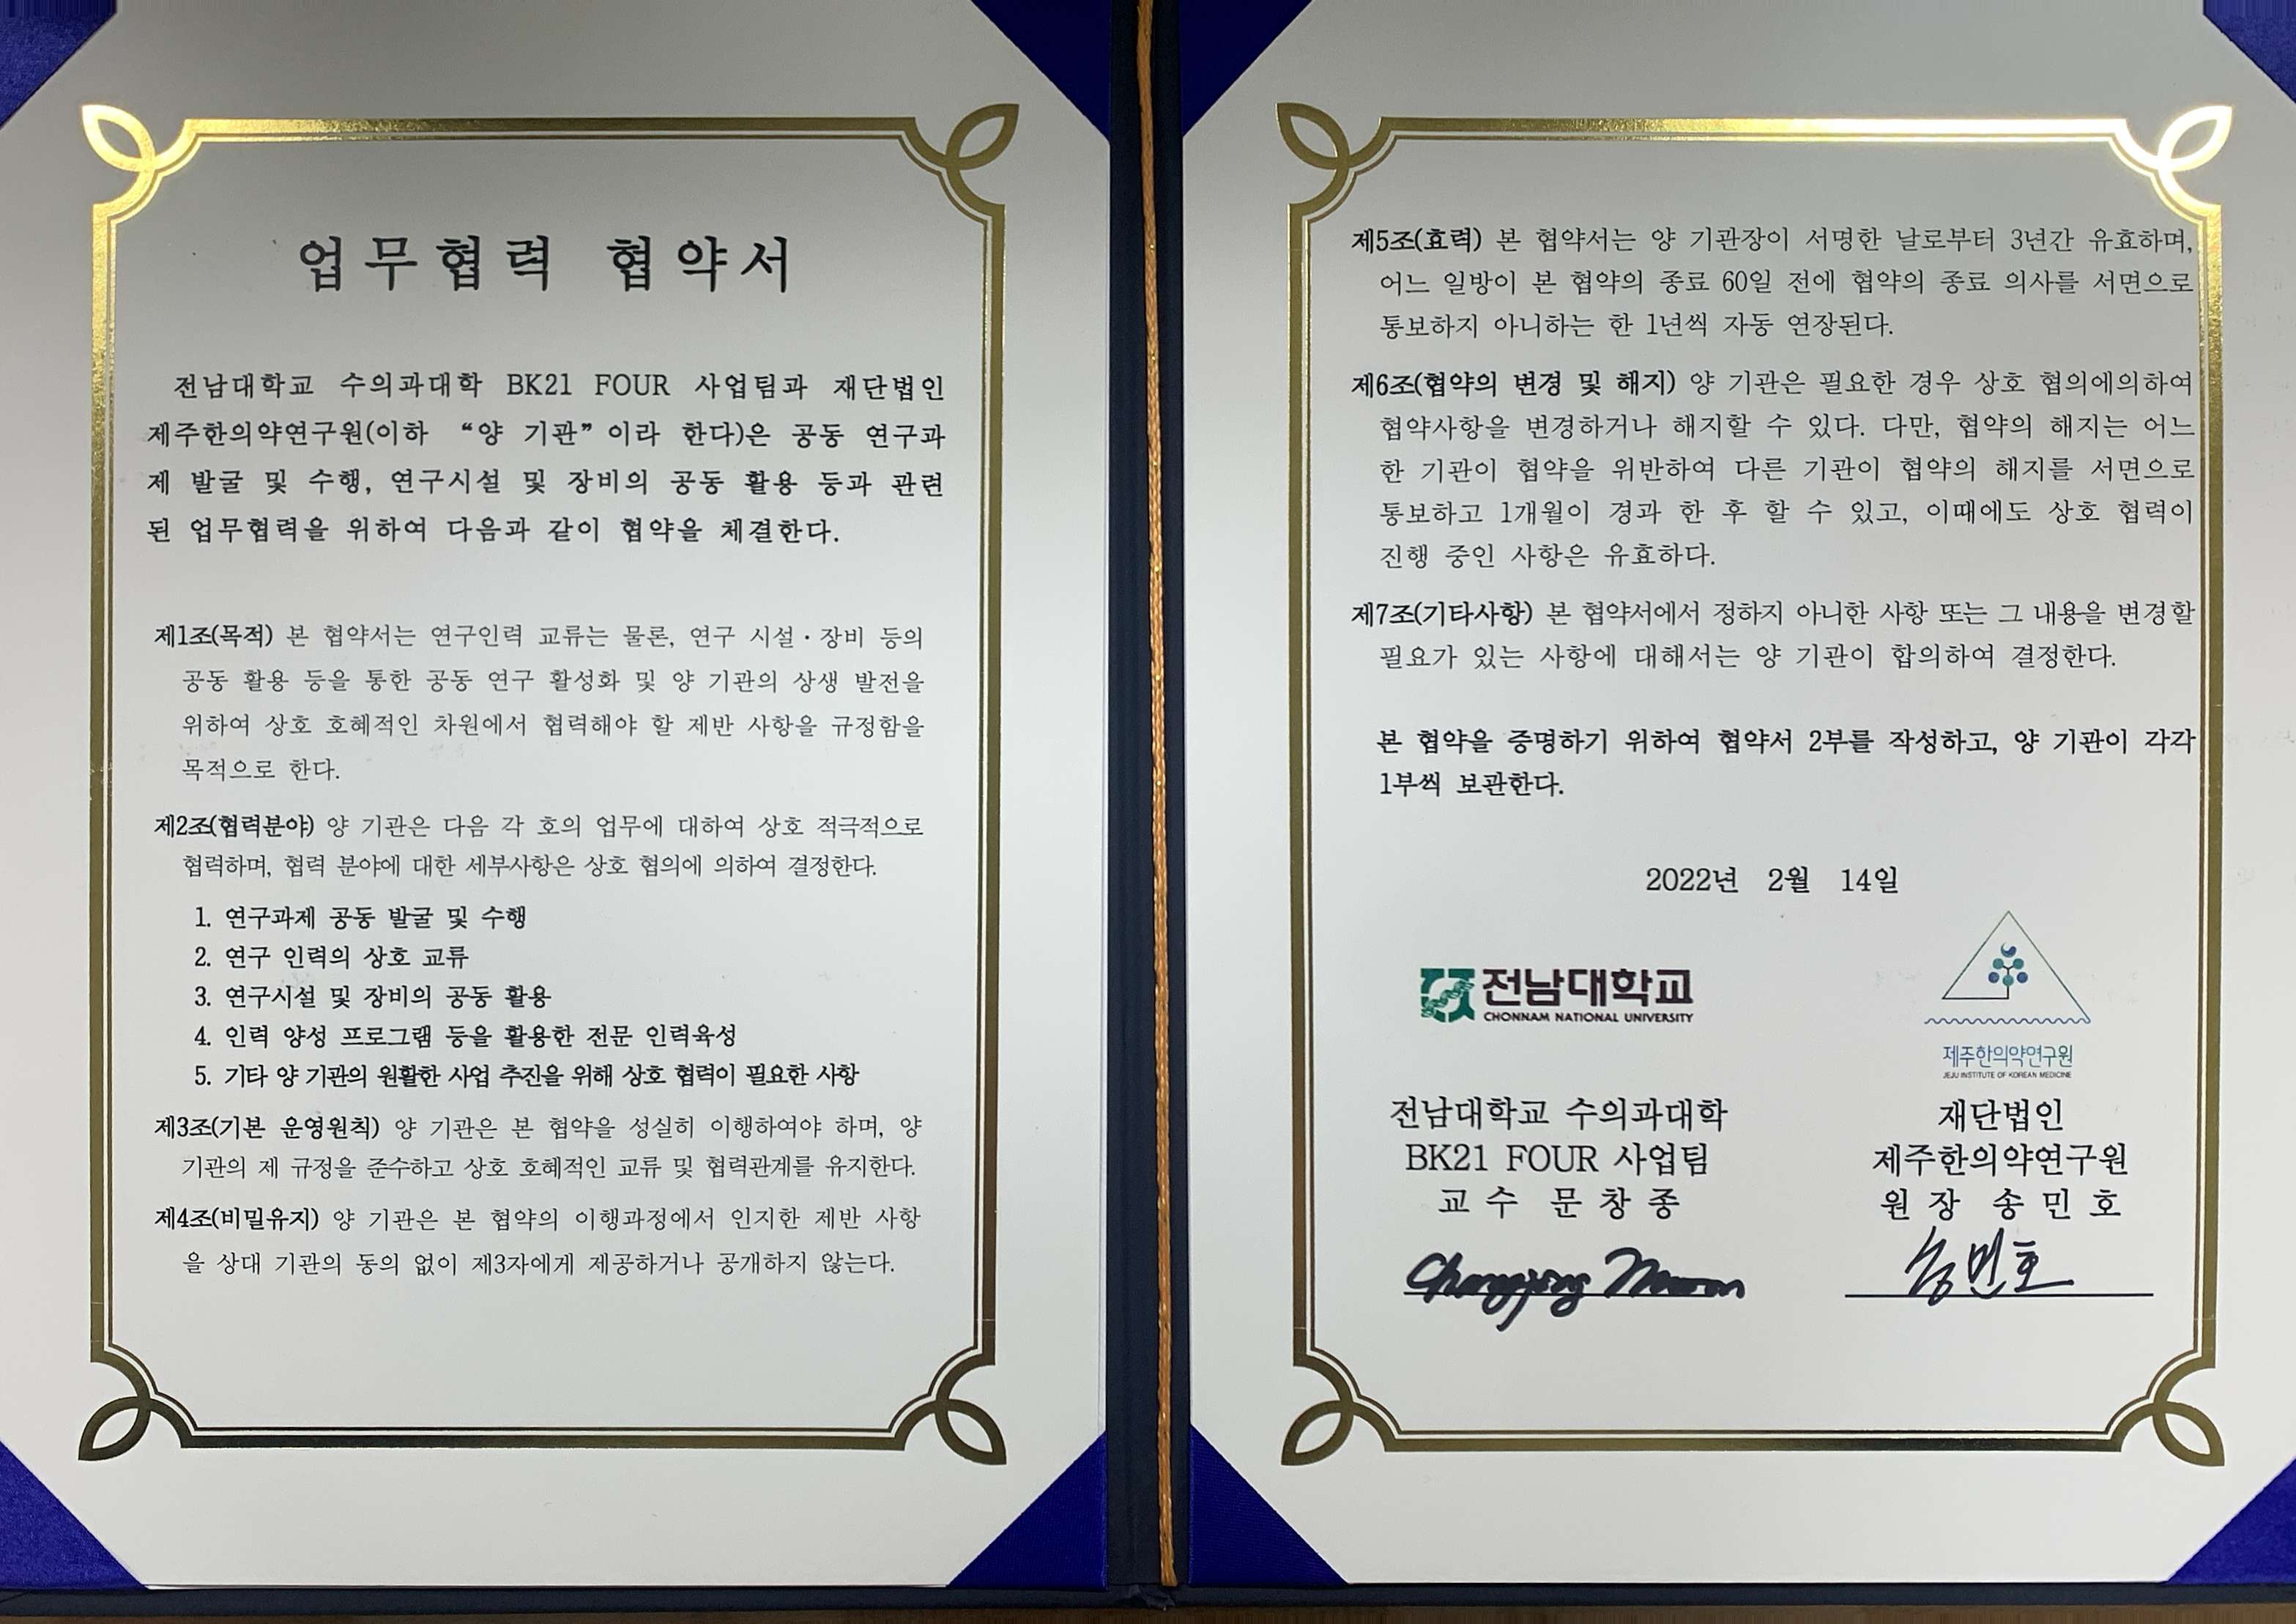 업무협력 협약서
전남대학교 수의과대학 BK21 FOUR 사업팀과 재단법인
제주한의약연구원(이하 “양 기관”이라 한다)은 공동 연구과
제 발굴 및 수행, 연구시설 및 장비의 공동 활용 등과 관련
된 업무협력을 위하여 다음과 같이 협약을 체결한다.
제1조(목적) 본 협약서는 연구인력 교류는 물론, 연구 시설·장비 등의
공동 활용 등을 통한 공동 연구 활성화 및 양 기관의 상생 발전을
위하여 상호 호혜적인 차원에서 협력해야 할 제반 사항을 규정함을
목적으로 한다.
제2조(협력분야) 양 기관은 다음 각 호의 업무에 대하여 상호 적극적으로
협력하며, 협력 분야에 대한 세부사항은 상호 협의에 의하여 결정한다.
1. 연구과제 공동 발굴 및 수행
2. 연구 인력의 상호 교류
3. 연구시설 및 장비의 공동 활용
4. 인력 양성 프로그램 등을 활용한 전문 인력육성
5. 기타 양 기관의 원활한 사업 추진을 위해 상호 협력이 필요한 사항
제3조(기본 운영원칙) 양 기관은 본 협약을 성실히 이행하여야 하며, 양
기관의 제 규정을 준수하고 상호 호혜적인 교류 및 협력관계를 유지한다.
제4조(비밀유지) 양 기관은 본 협약의 이행과정에서 인지한 제반 사항
을 상대 기관의 동의 없이 제3자에게 제공하거나 공개하지 않는다.
제5조(효력) 본 협약서는 양 기관장이 서명한 날로부터 3년간 유효하며,
어느 일방이 본 협약의 종료 60일 전에 협약의 종료 의사를 서면으로
통보하지 아니하는 한 1년씩 자동 연장된다.
제6조(협약의 변경 및 해지) 양 기관은 필요한 경우 상호 협의에의하여
협약사항을 변경하거나 해지할 수 있다. 다만, 협약의 해지는 어느
한 기관이 협약을 위반하여 다른 기관이 협약의 해지를 서면으로
통보하고 1개월이 경과 한 후 할 수 있고, 이때에도 상호 협력이
진행 중인 사항은 유효하다.
제7조(기타사항) 본 협약서에서 정하지 아니한 사항 또는 그 내용을 변경할
필요가 있는 사항에 대해서는 양 기관이 합의하여 결정한다.
본 협약을 증명하기 위하여 협약서 2부를 작성하고, 양 기관이 각각
1부씩 보관한다.
2022년 2월 14일
전남대학교
CHONNAM NATIONAL UNIVERSITY
제주한의약연구원
JEJU INSTITUTE OF KOREAN MEDICINE
전남대학교 수의과대학
BK21 FOUR 사업팀
교수 문창종
Changjong Moon
재단법인
제주한의약연구원
원장 송민호
송민호